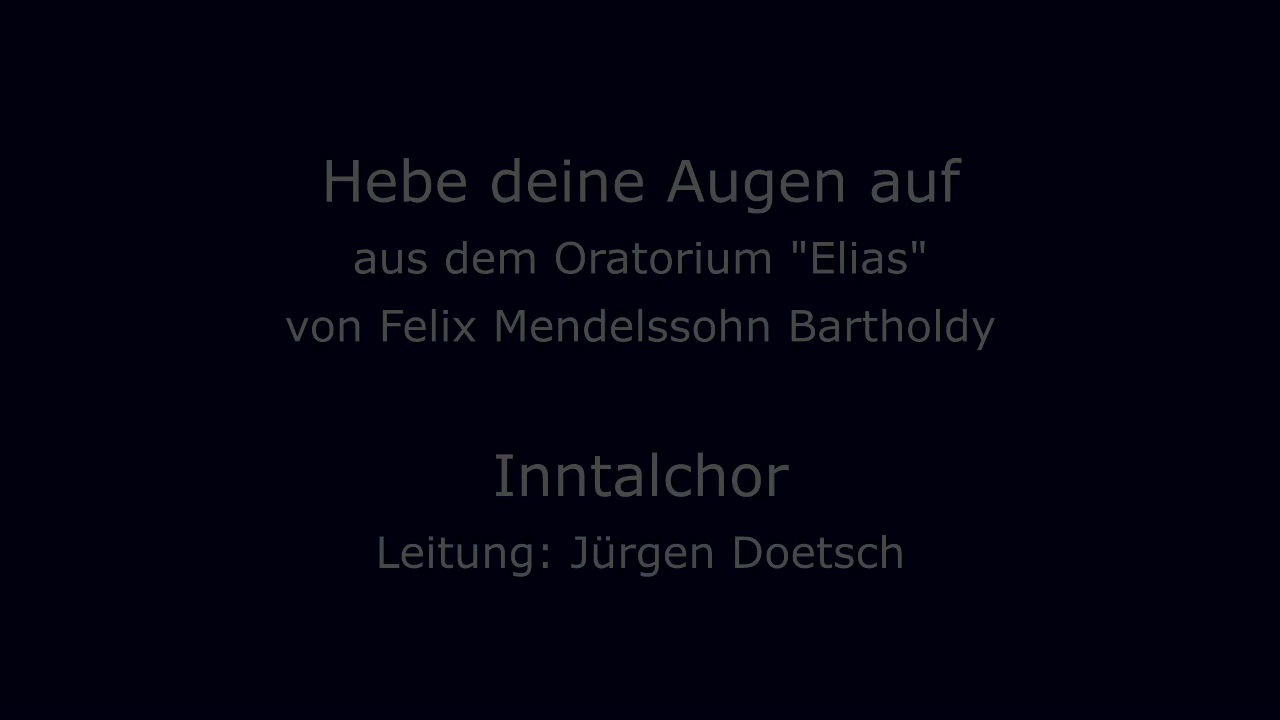 Hebe deine Augen auf
aus dem Oratorium "Elias"
von Felix Mendelssohn Bartholdy
Inntalchor
Leitung: Jürgen Doetsch